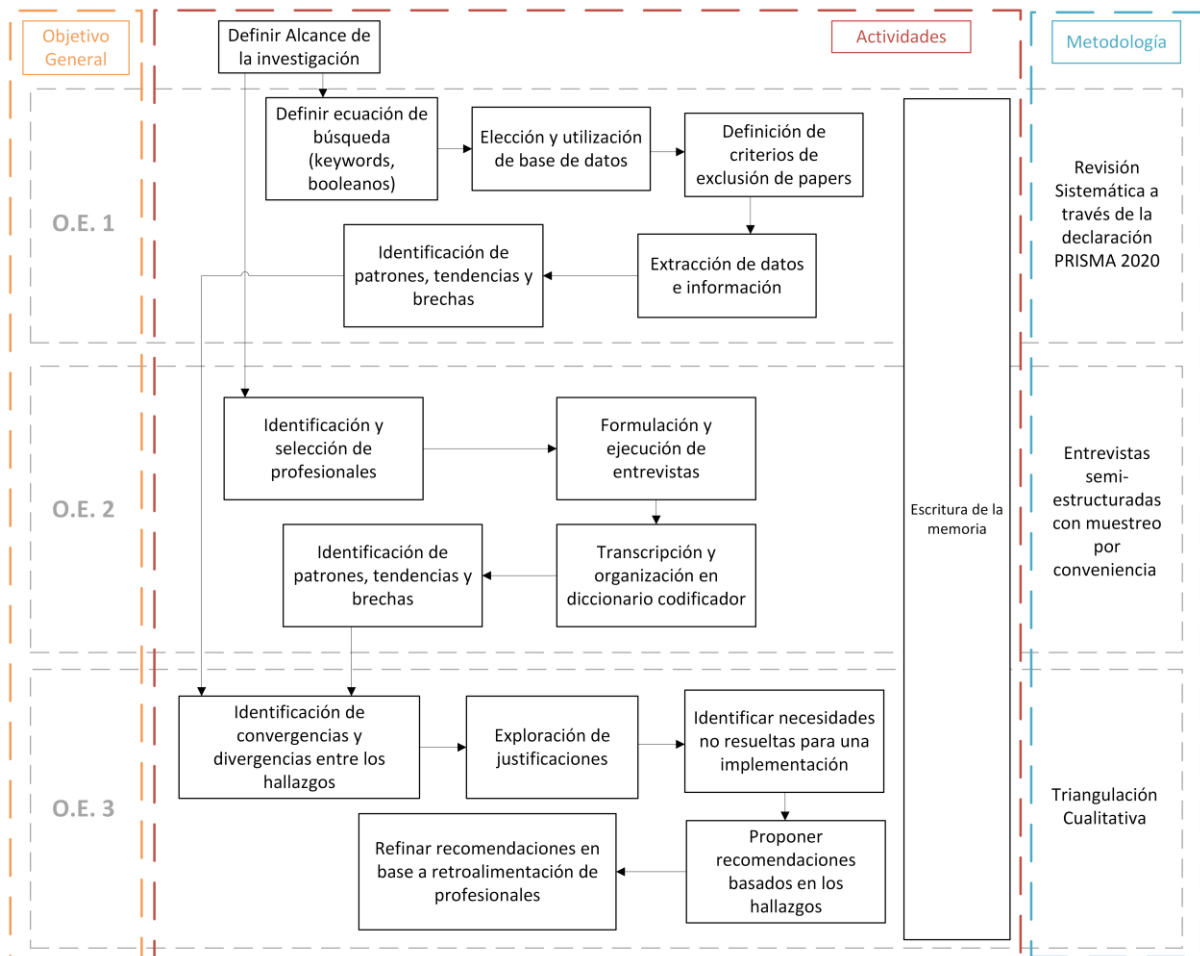 Objetivo
General
Definir Alcance de
la investigación
Actividades
Metodología
O.E. 1
Definir ecuación de
búsqueda
(keywords,
booleanos)
Elección y utilización
de base de datos
Definición de
criterios de
exclusión de papers
Identificación de
patrones, tendencias y
brechas
Extracción de datos
e información
Revisión
Sistemática a
través de la
declaración
PRISMA 2020
O.E. 2
Identificación y
selección de
profesionales
Formulación y
ejecución de
entrevistas
Identificación de
patrones, tendencias y
brechas
Transcripción y
organización en
diccionario codificador
Escritura de la
memoria
Entrevistas
semi-
estructuradas
con muestreo
por
conveniencia
O.E. 3
Identificación de
convergencias y
divergencias entre los
hallazgos
Exploración de
justificaciones
Identificar necesidades
no resueltas para una
implementación
Refinar recomendaciones en
base a retroalimentación de
profesionales
Proponer
recomendaciones
basados en los
hallazgos
Triangulación
Cualitativa